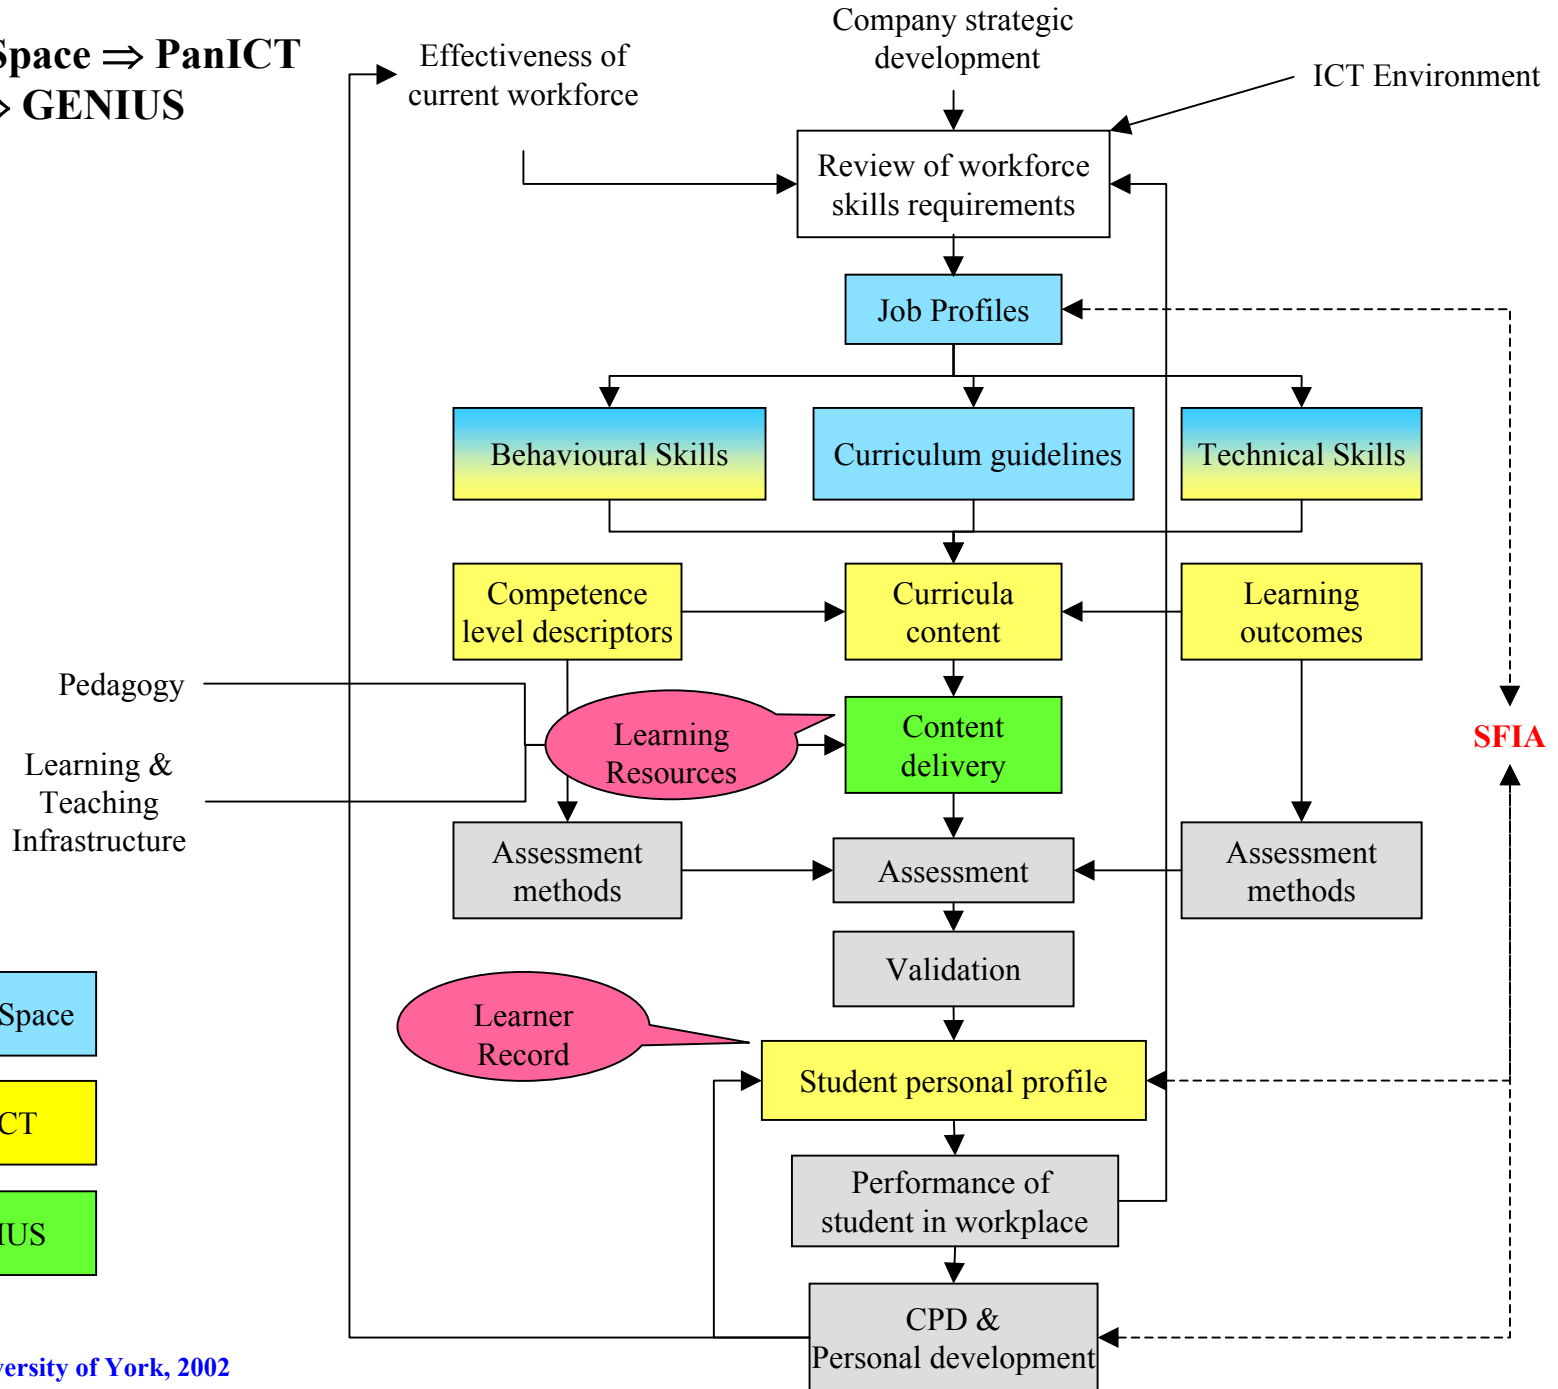 Space ⇒ PanICT
⇒ GENIUS
Effectiveness of
current workforce
Company strategic
development
ICT Environment
Review of workforce
skills requirements
Job Profiles
Behavioural Skills
Curriculum guidelines
Technical Skills
Competence
level descriptors
Curricula
content
Learning
outcomes
Pedagogy
Learning &
Teaching
Infrastructure
Learning
Resources
Content
delivery
SFIA
Assessment
methods
Assessment
Assessment
methods
Validation
Space
Learner
Record
Student personal profile
CT
Performance of
student in workplace
IUS
CPD &
Personal development
versity of York, 2002